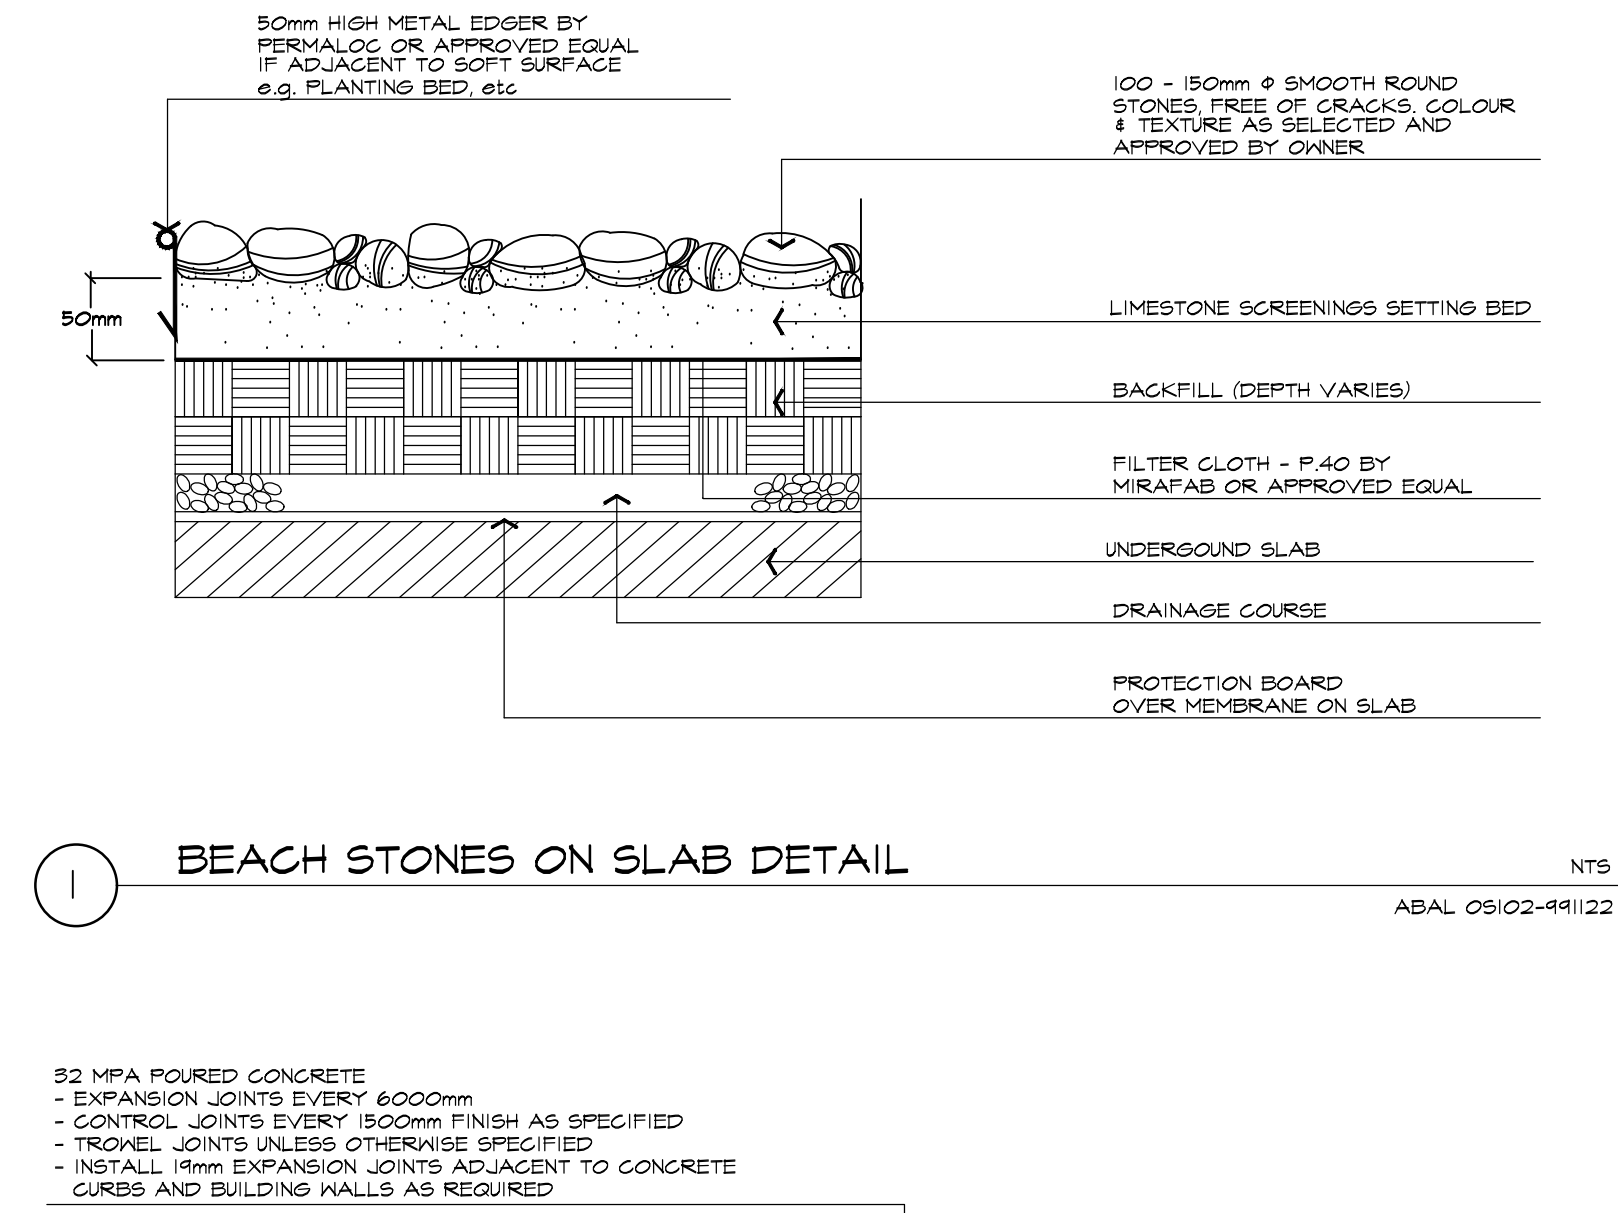 50mm HIGH METAL EDGER BY
PERMALOC OR APPROVED EQUAL
IF ADJACENT TO SOFT SURFACE
e.g. PLANTING BED, etc
100 - 150mm Φ SMOOTH ROUND
STONES, FREE OF CRACKS. COLOUR
& TEXTURE AS SELECTED AND
APPROVED BY OWNER
50mm
LIMESTONE SCREENINGS SETTING BED
BACKFILL (DEPTH VARIES)
FILTER CLOTH - P.40 BY
MIRAFAB OR APPROVED EQUAL
UNDERGOUND SLAB
DRAINAGE COURSE
PROTECTION BOARD
OVER MEMBRANE ON SLAB
1
BEACH STONES ON SLAB DETAIL
NTS
ABAL OS102-991122
32 MPA POURED CONCRETE
- EXPANSION JOINTS EVERY 6000mm
- CONTROL JOINTS EVERY 1500mm FINISH AS SPECIFIED
- TROWEL JOINTS UNLESS OTHERWISE SPECIFIED
- INSTALL 19mm EXPANSION JOINTS ADJACENT TO CONCRETE
CURBS AND BUILDING WALLS AS REQUIRED